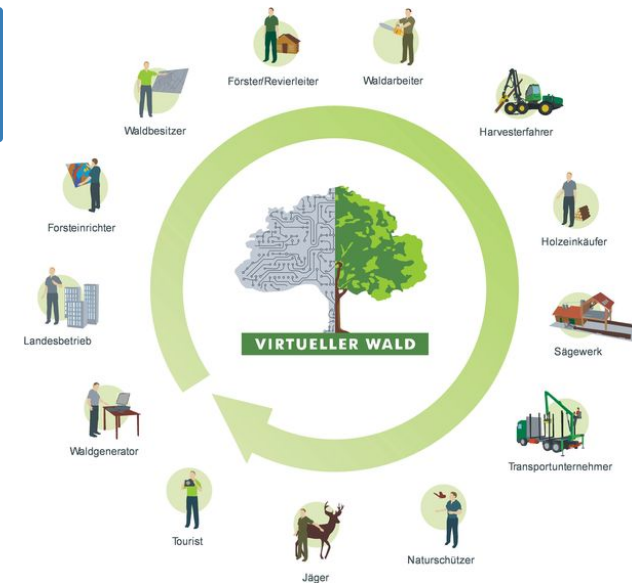 Förster/Revierleiter
Waldarbeiter
Waldbesitzer
Harvesterfahrer
Forsteinrichter
Holzeinkäufer
Landesbetrieb
VIRTUELLER WALD
Sägewerk
Waldgenerator
Transportunternehmer
Tourist
Naturschützer
Jäger